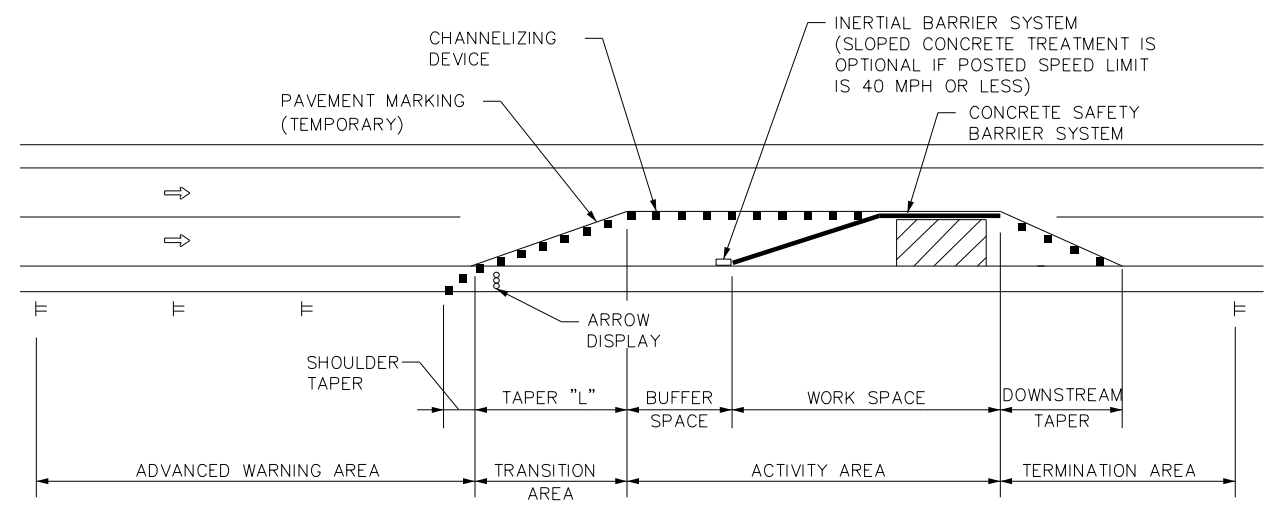 INERTIAL BARRIER SYSTEM
(SLOPED CONCRETE TREATMENT IS
OPTIONAL IF POSTED SPEED LIMIT
IS 40 MPH OR LESS)
CHANNELIZING
DEVICE
PAVEMENT MARKING
(TEMPORARY)
CONCRETE SAFETY
BARRIER SYSTEM
ARROW
DISPLAY
SHOULDER
TAPER
TAPER "L"
BUFFER
SPACE
WORK SPACE
DOWNSTREAM
TAPER
ADVANCED WARNING AREA
TRANSITION
AREA
ACTIVITY AREA
TERMINATION AREA